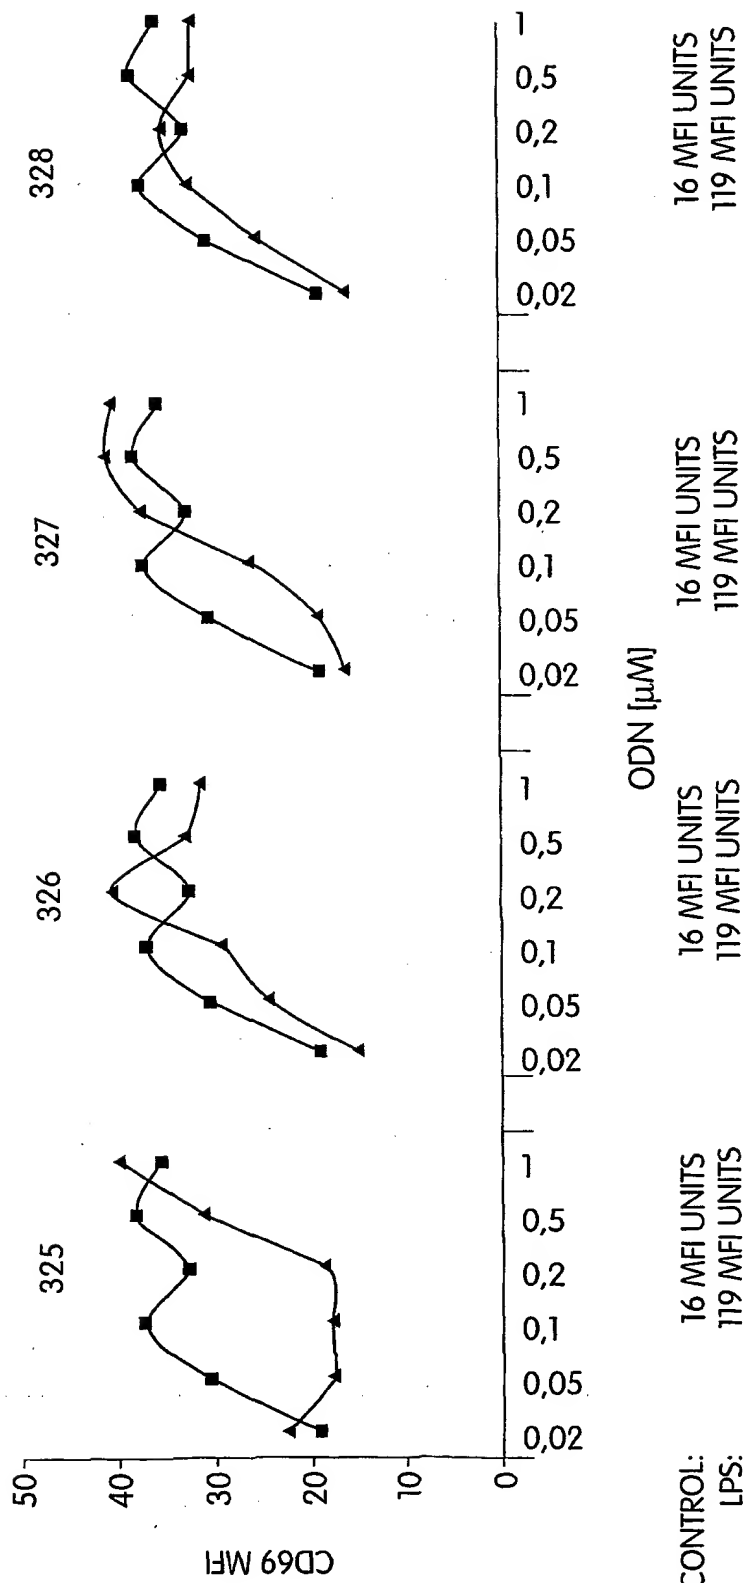 325 326 327 328
50
40
30
20
10
0
CD69 MFI
0,02 0,05 0,1 0,2 0,5 1 0,02 0,05 0,1 0,2 0,5 1 0,02 0,05 0,1 0,2 0,5 1 0,02 0,05 0,1 0,2 0,5 1
ODN [µM]
CONTROL: 16 MFI UNITS 16 MFI UNITS 16 MFI UNITS 16 MFI UNITS
LPS: 119 MFI UNITS 119 MFI UNITS 119 MFI UNITS 119 MFI UNITS